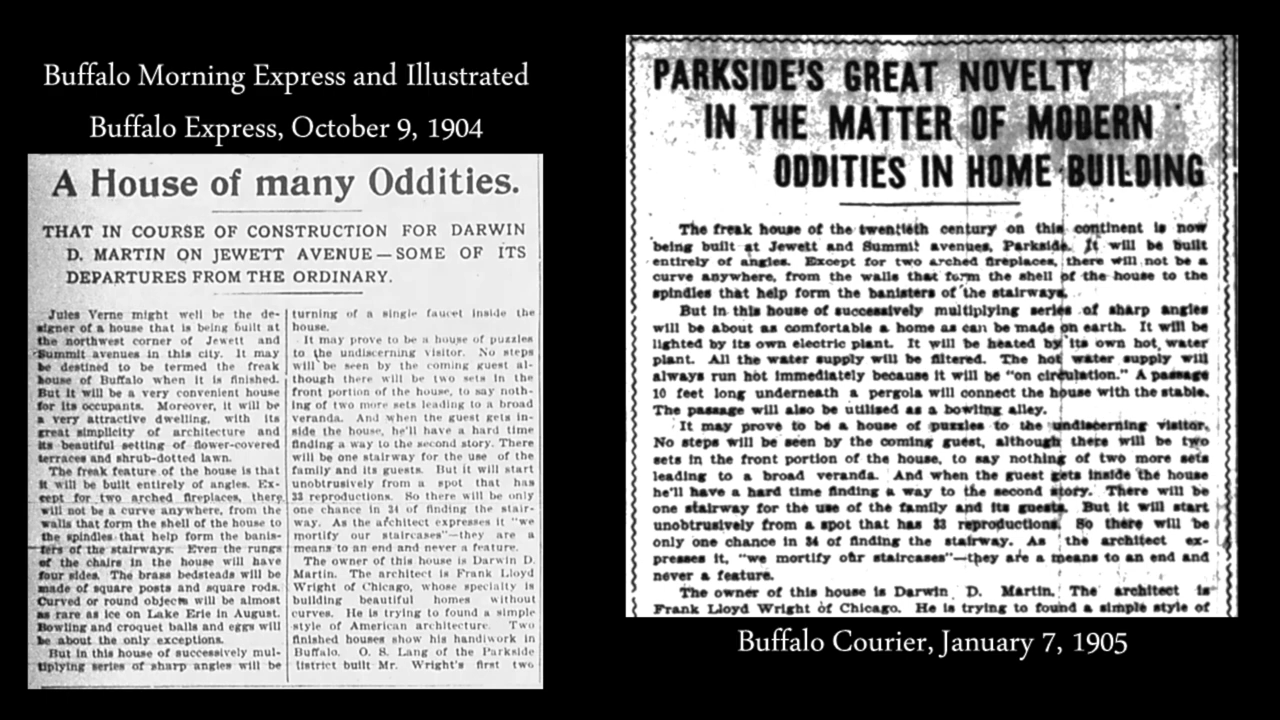 Buffalo Morning Express and Illustrated
Buffalo Express, October 9, 1904
A House of many Oddities.
THAT IN COURSE OF CONSTRUCTION FOR DARWIN
D. MARTIN ON JEWETT AVENUE—SOME OF ITS
DEPARTURES FROM THE ORDINARY.
Jules Verne might well be the de-
signer of a house that is being built at
the northwest corner of Jewett and
Summit avenues in this city. It may
be destined to be termed the freak
house of Buffalo when it is finished.
But it will be a very convenient house
for its occupants. Moreover, it will be
a very attractive dwelling, with its
great simplicity of architecture and
its beautiful setting of flower-covered
terraces and shrub-dotted lawn.
The freak feature of the house is that
it will be built entirely of angles. Ex-
cept for two arched fireplaces, there
will not be a curve anywhere, from the
walls that form the shell of the house to
the spindles that help form the banis-
ters of the stairways. Even the rungs
of the chairs in the house will have
four sides. The brass bedsteads will be
made of square posts and square rods.
Curved or round objects will be almost
as rare as ice on Lake Erie in August.
Bowling and croquet balls and eggs will
be about the only exceptions.
But in this house of successively mul-
tiplying series of sharp angles will be
turning of a single faucet inside the
house.
It may prove to be a house of puzzles
to the undiscerning visitor. No steps
will be seen by the coming guest al-
though there will be two sets in the
front portion of the house, to say noth-
ing of two more sets leading to a broad
veranda. And when the guest gets in-
side the house, he'll have a hard time
finding a way to the second story. There
will be one stairway for the use of the
family and its guests. But it will start
unobtrusively from a spot that has
33 reproductions. So there will be only
one chance in 34 of finding the stair-
way. As the architect expresses it "we
mortify our staircases"—they are a
means to an end and never a feature.
The owner of this house is Darwin D.
Martin. The architect is Frank Lloyd
Wright of Chicago, whose specialty is
building beautiful homes without
curves. He is trying to found a simple
style of American architecture. Two
finished houses show his handiwork in
Buffalo. O. S. Lang of the Parkside
district built Mr. Wright's first two
PARKSIDE'S GREAT NOVELTY
IN THE MATTER OF MODERN
ODDITIES IN HOME BUILDING
The freak house of the twentieth century on this continent is now
being built at Jewett and Summit avenues, Parkside. It will be built
entirely of angles. Except for two arched fireplaces, there will not be a
curve anywhere, from the walls that form the shell of the house to the
spindles that help form the banisters of the stairways.
But in this house of successively multiplying series of sharp angles
will be about as comfortable a home as can be made on earth. It will be
lighted by its own electric plant. It will be heated by its own hot water
plant. All the water supply will be filtered. The hot water supply will
always run hot immediately because it will be "on circulation." A passage
10 feet long underneath a pergola will connect the house with the stable.
The passage will also be utilised as a bowling alley.
It may prove to be a house of puzzles to the undiscerning visitor.
No steps will be seen by the coming guest, although there will be two
sets in the front portion of the house, to say nothing of two more sets
leading to a broad veranda. And when the guest gets inside the house
he'll have a hard time finding a way to the second story. There will be
one stairway for the use of the family and its guests. But it will start
unobtrusively from a spot that has 33 reproductions. So there will be
only one chance in 34 of finding the stairway. As the architect ex-
presses it, "we mortify our staircases"—they are a means to an end and
never a feature.
The owner of this house is Darwin D. Martin. The architect is
Frank Lloyd Wright of Chicago. He is trying to found a simple style of
Buffalo Courier, January 7, 1905